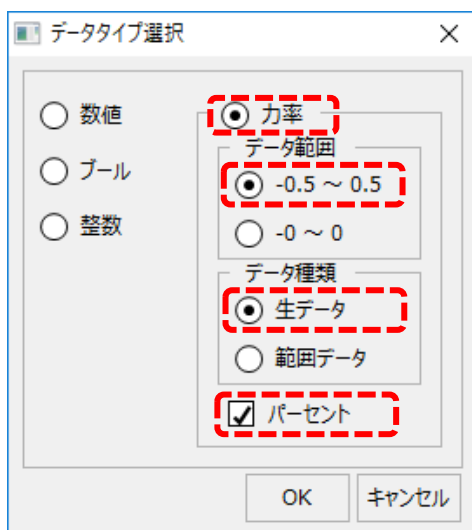 データタイプ選択
数値
ブール
整数
力率
データ範囲
-0.5 ～ 0.5
-0 ～ 0
データ種類
生データ
範囲データ
パーセント
OK
キャンセル